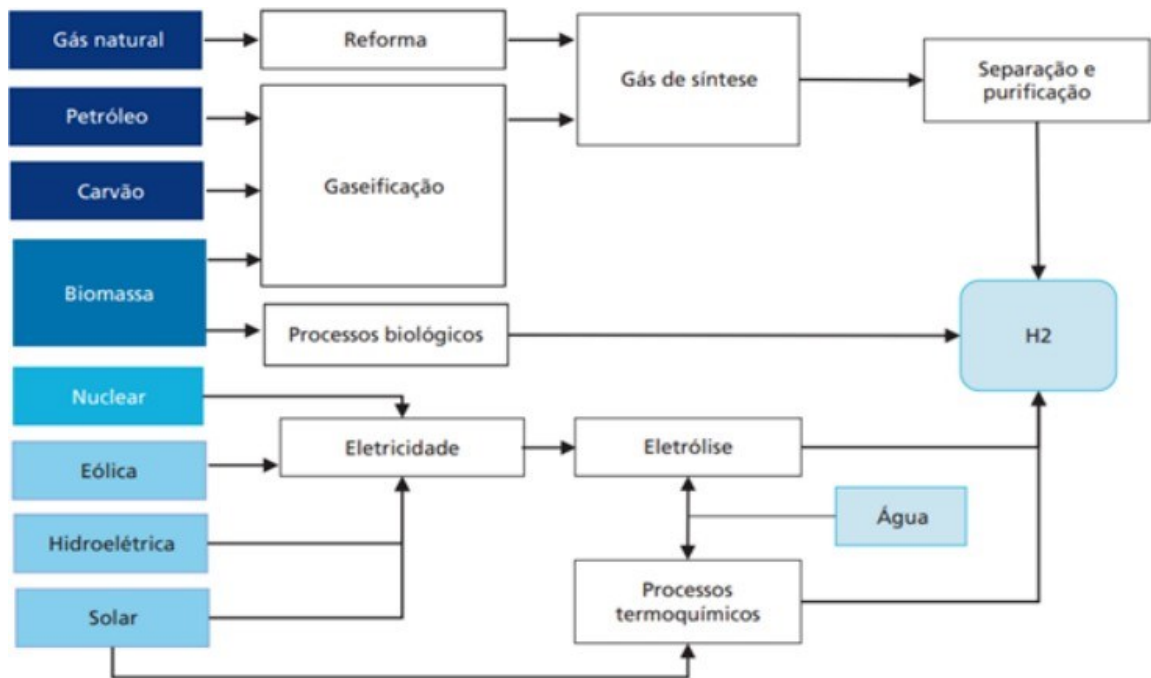 Gás natural
Reforma
Gás de síntese
Separação e
purificação
Petróleo
Carvão
Gaseificação
Biomassa
Processos biológicos
H2
Nuclear
Eólica
Eletricidade
Eletrólise
Água
Hidroelétrica
Solar
Processos
termoquímicos